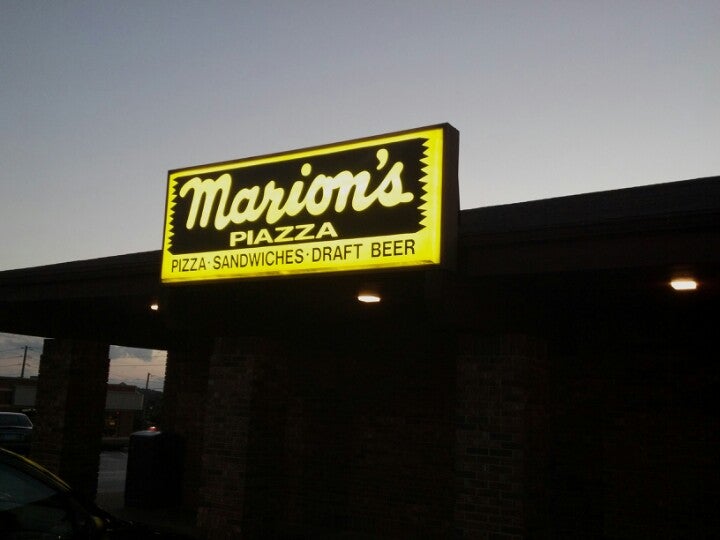 Marion's
PIAZZA
PIZZA · SANDWICHES · DRAFT BEER